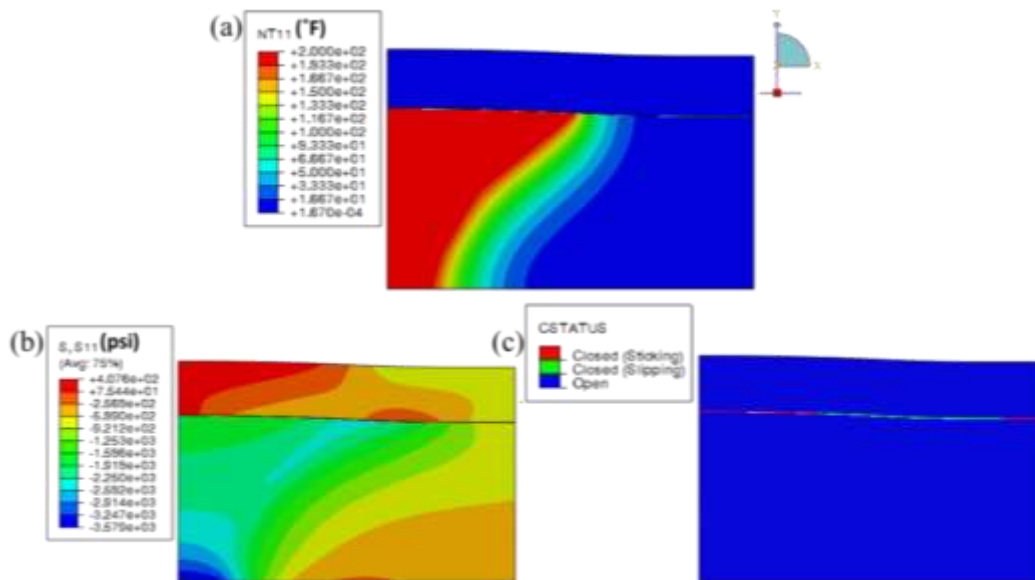 (a)
NT11 (˚F)
+2.000e+02
+1.833e+02
+1.667e+02
+1.500e+02
+1.333e+02
+1.167e+02
+1.000e+02
+9.333e+01
+6.667e+01
+5.000e+01
+3.333e+01
+1.667e+01
+1.670e-04
Y
X
(b)
S, S11 (psi)
(Avg: 75%)
+4.076e+02
+7.544e+01
-2.568e+02
-5.890e+02
-9.212e+02
-1.253e+03
-1.586e+03
-1.918e+03
-2.250e+03
-2.582e+03
-2.914e+03
-3.247e+03
-3.579e+03
(c)
CSTATUS
Closed (Sticking)
Closed (Slipping)
Open